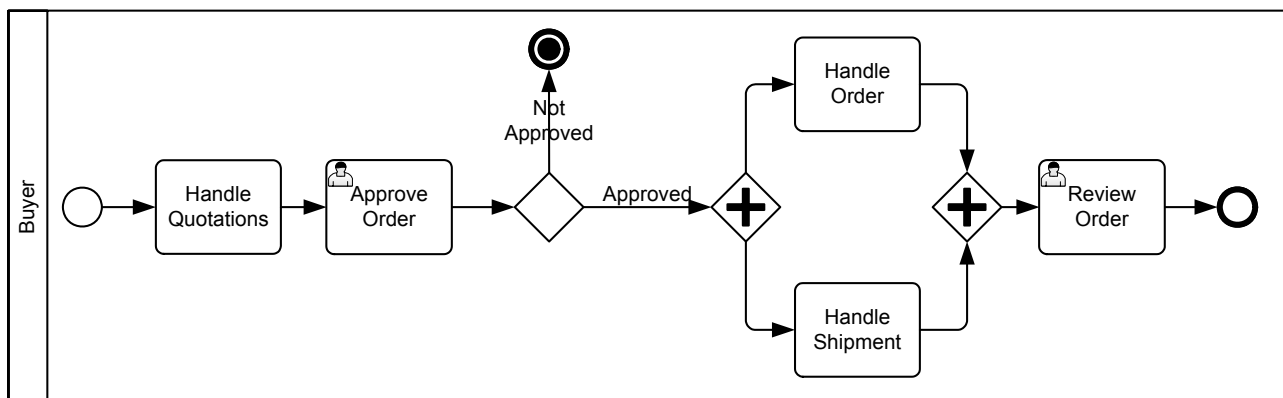 Buyer
Handle
Quotations
Approve
Order
Not
Approved
Approved
Handle
Order
Handle
Shipment
Review
Order